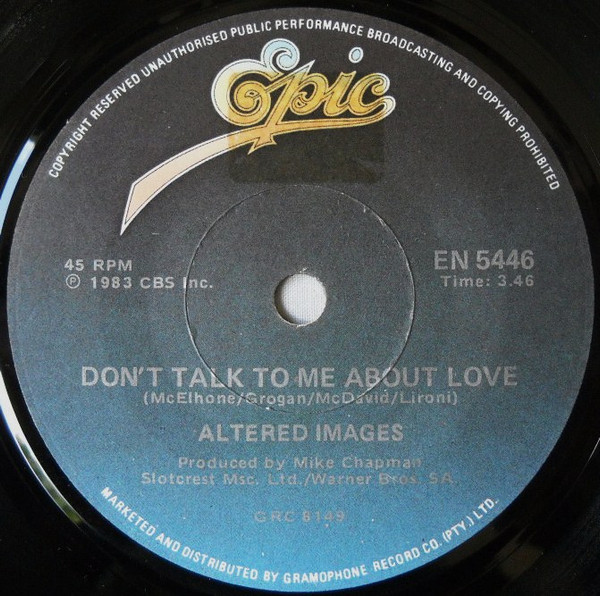 COPYRIGHT RESERVED UNAUTHORISED PUBLIC PERFORMANCE BROADCASTING AND COPYING PROHIBITED
Epic
45 RPM
℗ 1983 CBS Inc.
EN 5446
Time: 3.46
DON'T TALK TO ME ABOUT LOVE
(McElhone/Grogan/McDavid/Lironi)
ALTERED IMAGES
Produced by Mike Chapman
Slotcrest Msc. Ltd./Warner Bros. SA.
GRC 8149
MARKETED AND DISTRIBUTED BY GRAMOPHONE RECORD CO. (PTY.) LTD.